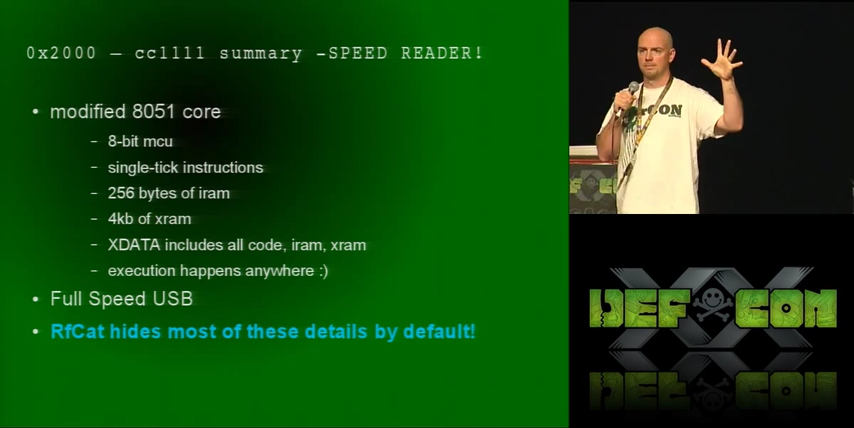 0x2000 – cc1111 summary -SPEED READER!
• modified 8051 core
– 8-bit mcu
– single-tick instructions
– 256 bytes of iram
– 4kb of xram
– XDATA includes all code, iram, xram
– execution happens anywhere :)
• Full Speed USB
• RfCat hides most of these details by default!
XX
DEF CON